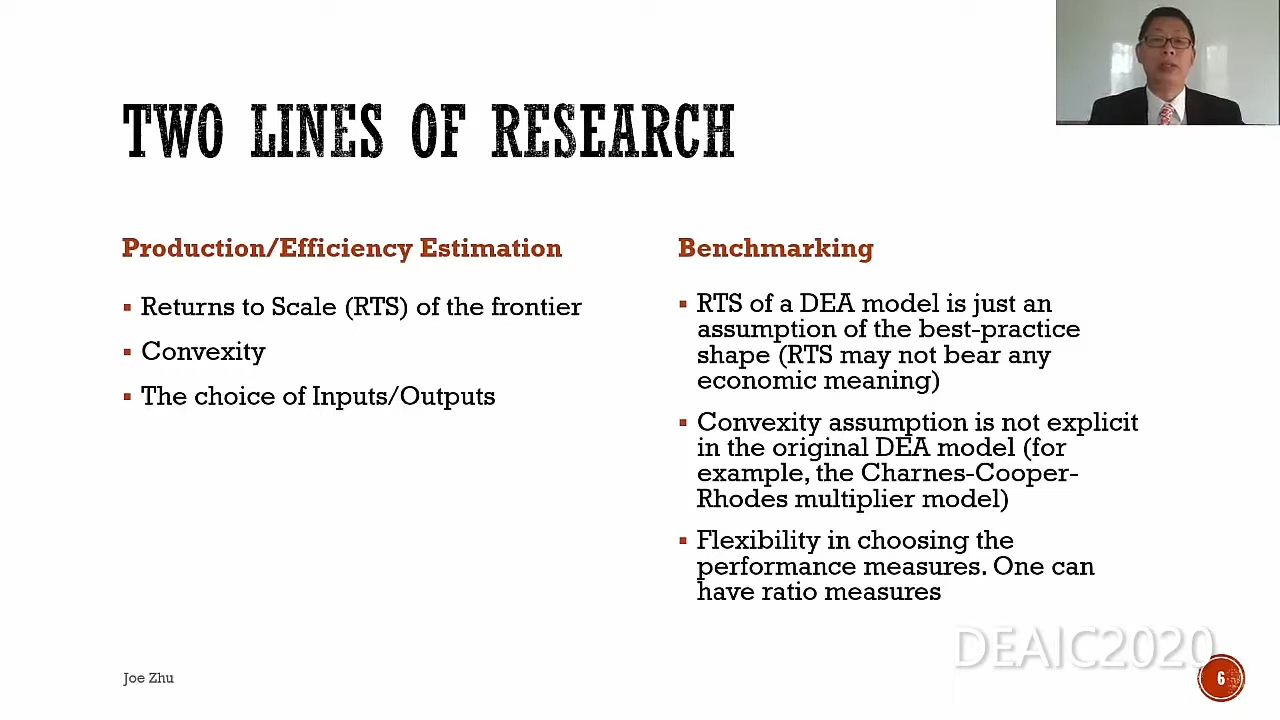 TWO LINES OF RESEARCH
Production/Efficiency Estimation
▪ Returns to Scale (RTS) of the frontier
▪ Convexity
▪ The choice of Inputs/Outputs
Benchmarking
▪ RTS of a DEA model is just an
assumption of the best-practice
shape (RTS may not bear any
economic meaning)
▪ Convexity assumption is not explicit
in the original DEA model (for
example, the Charnes-Cooper-
Rhodes multiplier model)
▪ Flexibility in choosing the
performance measures. One can
have ratio measures
DEAIC2020
Joe Zhu
6